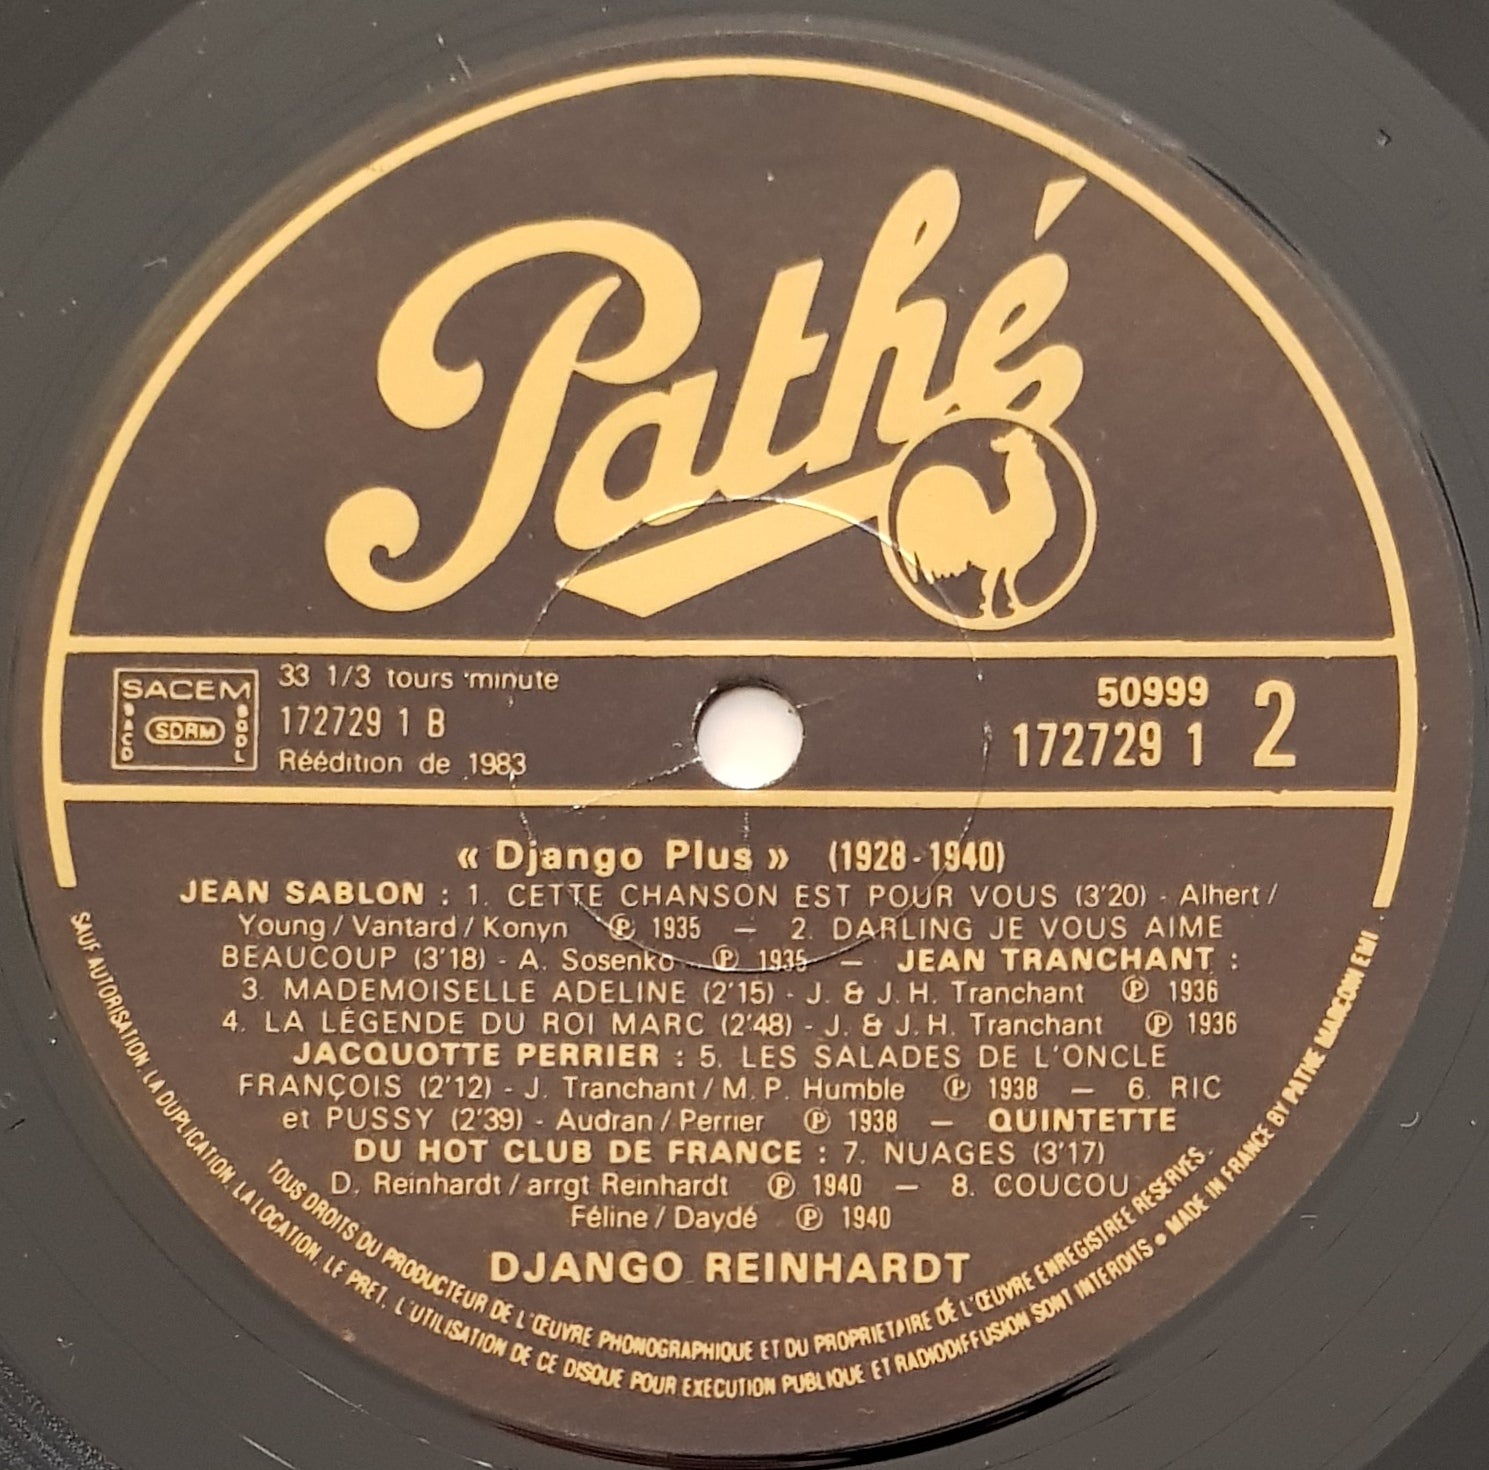 Pathé
SACEM
SACD
SDRM
SGDL
33 1/3 tours minute
172729 1 B
Réédition de 1983
50999
172729 1
2
« Django Plus » (1928-1940)
JEAN SABLON : 1. CETTE CHANSON EST POUR VOUS (3'20) - Alhert /
Young / Vantard / Konyn Ⓟ 1935 — 2. DARLING JE VOUS AIME
BEAUCOUP (3'18) - A. Sosenko Ⓟ 1935 — JEAN TRANCHANT :
3. MADEMOISELLE ADELINE (2'15) - J. & J.H. Tranchant Ⓟ 1936
4. LA LÉGENDE DU ROI MARC (2'48) - J. & J.H. Tranchant Ⓟ 1936
JACQUOTTE PERRIER : 5. LES SALADES DE L'ONCLE
FRANÇOIS (2'12) - J. Tranchant / M. P. Humble Ⓟ 1938 — 6. RIC
et PUSSY (2'39) - Audran / Perrier Ⓟ 1938 — QUINTETTE
DU HOT CLUB DE FRANCE : 7. NUAGES (3'17)
D. Reinhardt / arrgt Reinhardt Ⓟ 1940 — 8. COUCOU
Féline / Daydé Ⓟ 1940
DJANGO REINHARDT
TOUS DROITS DU PRODUCTEUR DE L'ŒUVRE PHONOGRAPHIQUE ET DU PROPRIETAIRE DE L'ŒUVRE ENREGISTREE RESERVES.
SAUF AUTORISATION, LA DUPLICATION, LA LOCATION, LE PRET, L'UTILISATION DE CE DISQUE POUR EXECUTION PUBLIQUE ET RADIODIFFUSION SONT INTERDITS • MADE IN FRANCE BY PATHE MARCONI EMI